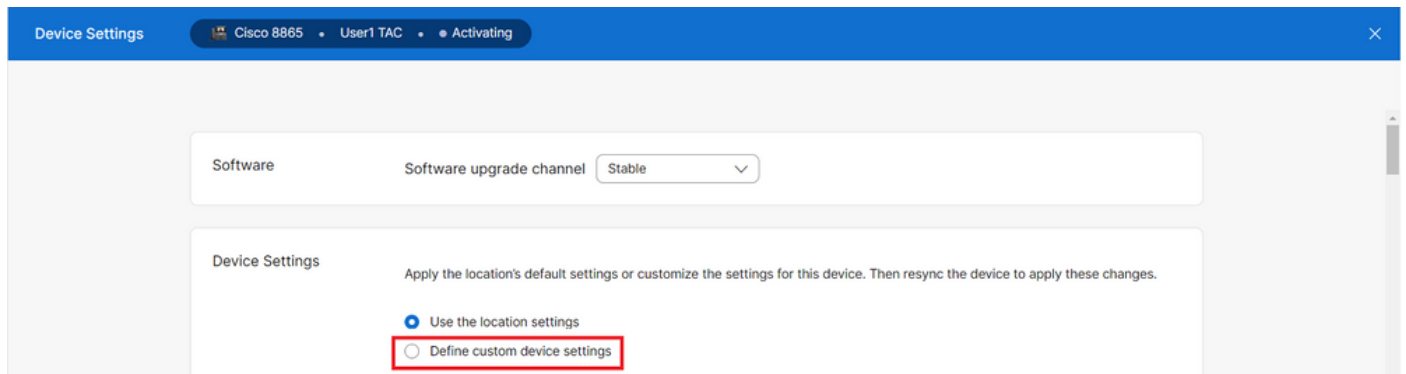 Device Settings
Cisco 8865 • User1 TAC • Activating
Software
Software upgrade channel
Stable
Device Settings
Apply the location's default settings or customize the settings for this device. Then resync the device to apply these changes.
Use the location settings
Define custom device settings